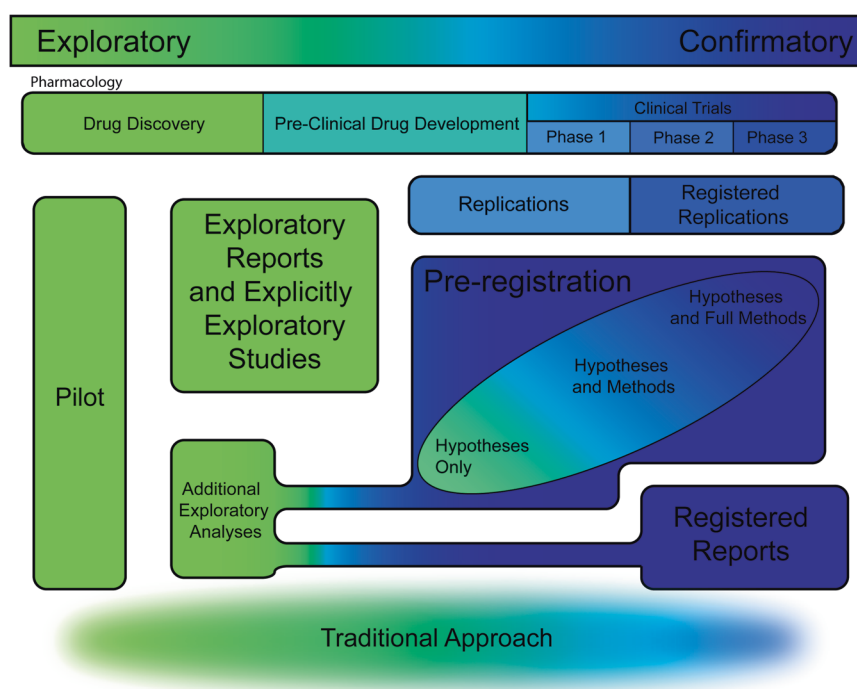 Exploratory
Confirmatory
Pharmacology
Drug Discovery
Pre-Clinical Drug Development
Clinical Trials
Phase 1
Phase 2
Phase 3
Replications
Registered
Replications
Pilot
Exploratory
Reports
and Explicitly
Exploratory
Studies
Pre-registration
Hypotheses
and Full Methods
Hypotheses
and Methods
Hypotheses
Only
Additional
Exploratory
Analyses
Registered
Reports
Traditional Approach